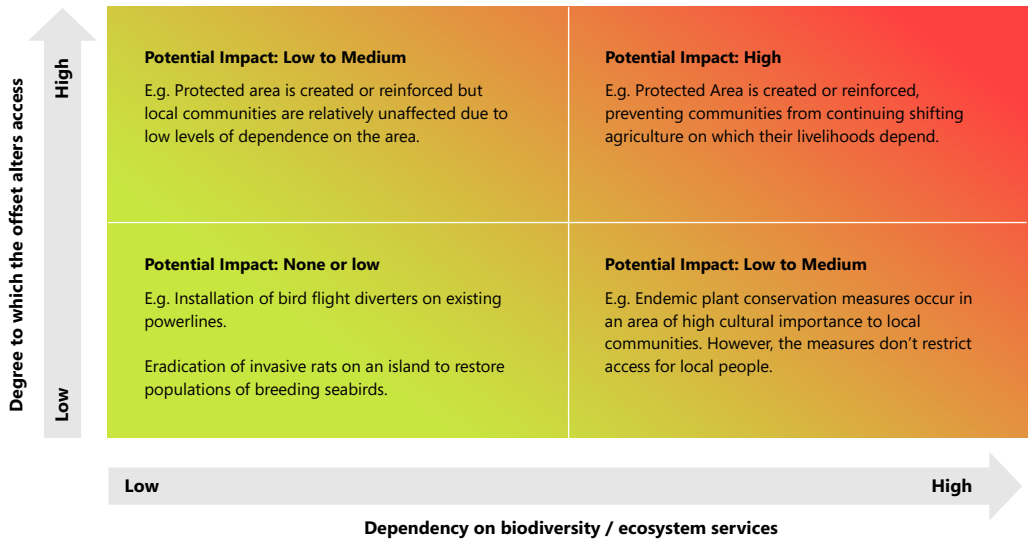 Degree to which the offset alters access
High
Low
Potential Impact: Low to Medium
E.g. Protected area is created or reinforced but
local communities are relatively unaffected due to
low levels of dependence on the area.
Potential Impact: High
E.g. Protected Area is created or reinforced,
preventing communities from continuing shifting
agriculture on which their livelihoods depend.
Potential Impact: None or low
E.g. Installation of bird flight diverters on existing
powerlines.
Eradication of invasive rats on an island to restore
populations of breeding seabirds.
Potential Impact: Low to Medium
E.g. Endemic plant conservation measures occur in
an area of high cultural importance to local
communities. However, the measures don’t restrict
access for local people.
Low
High
Dependency on biodiversity / ecosystem services